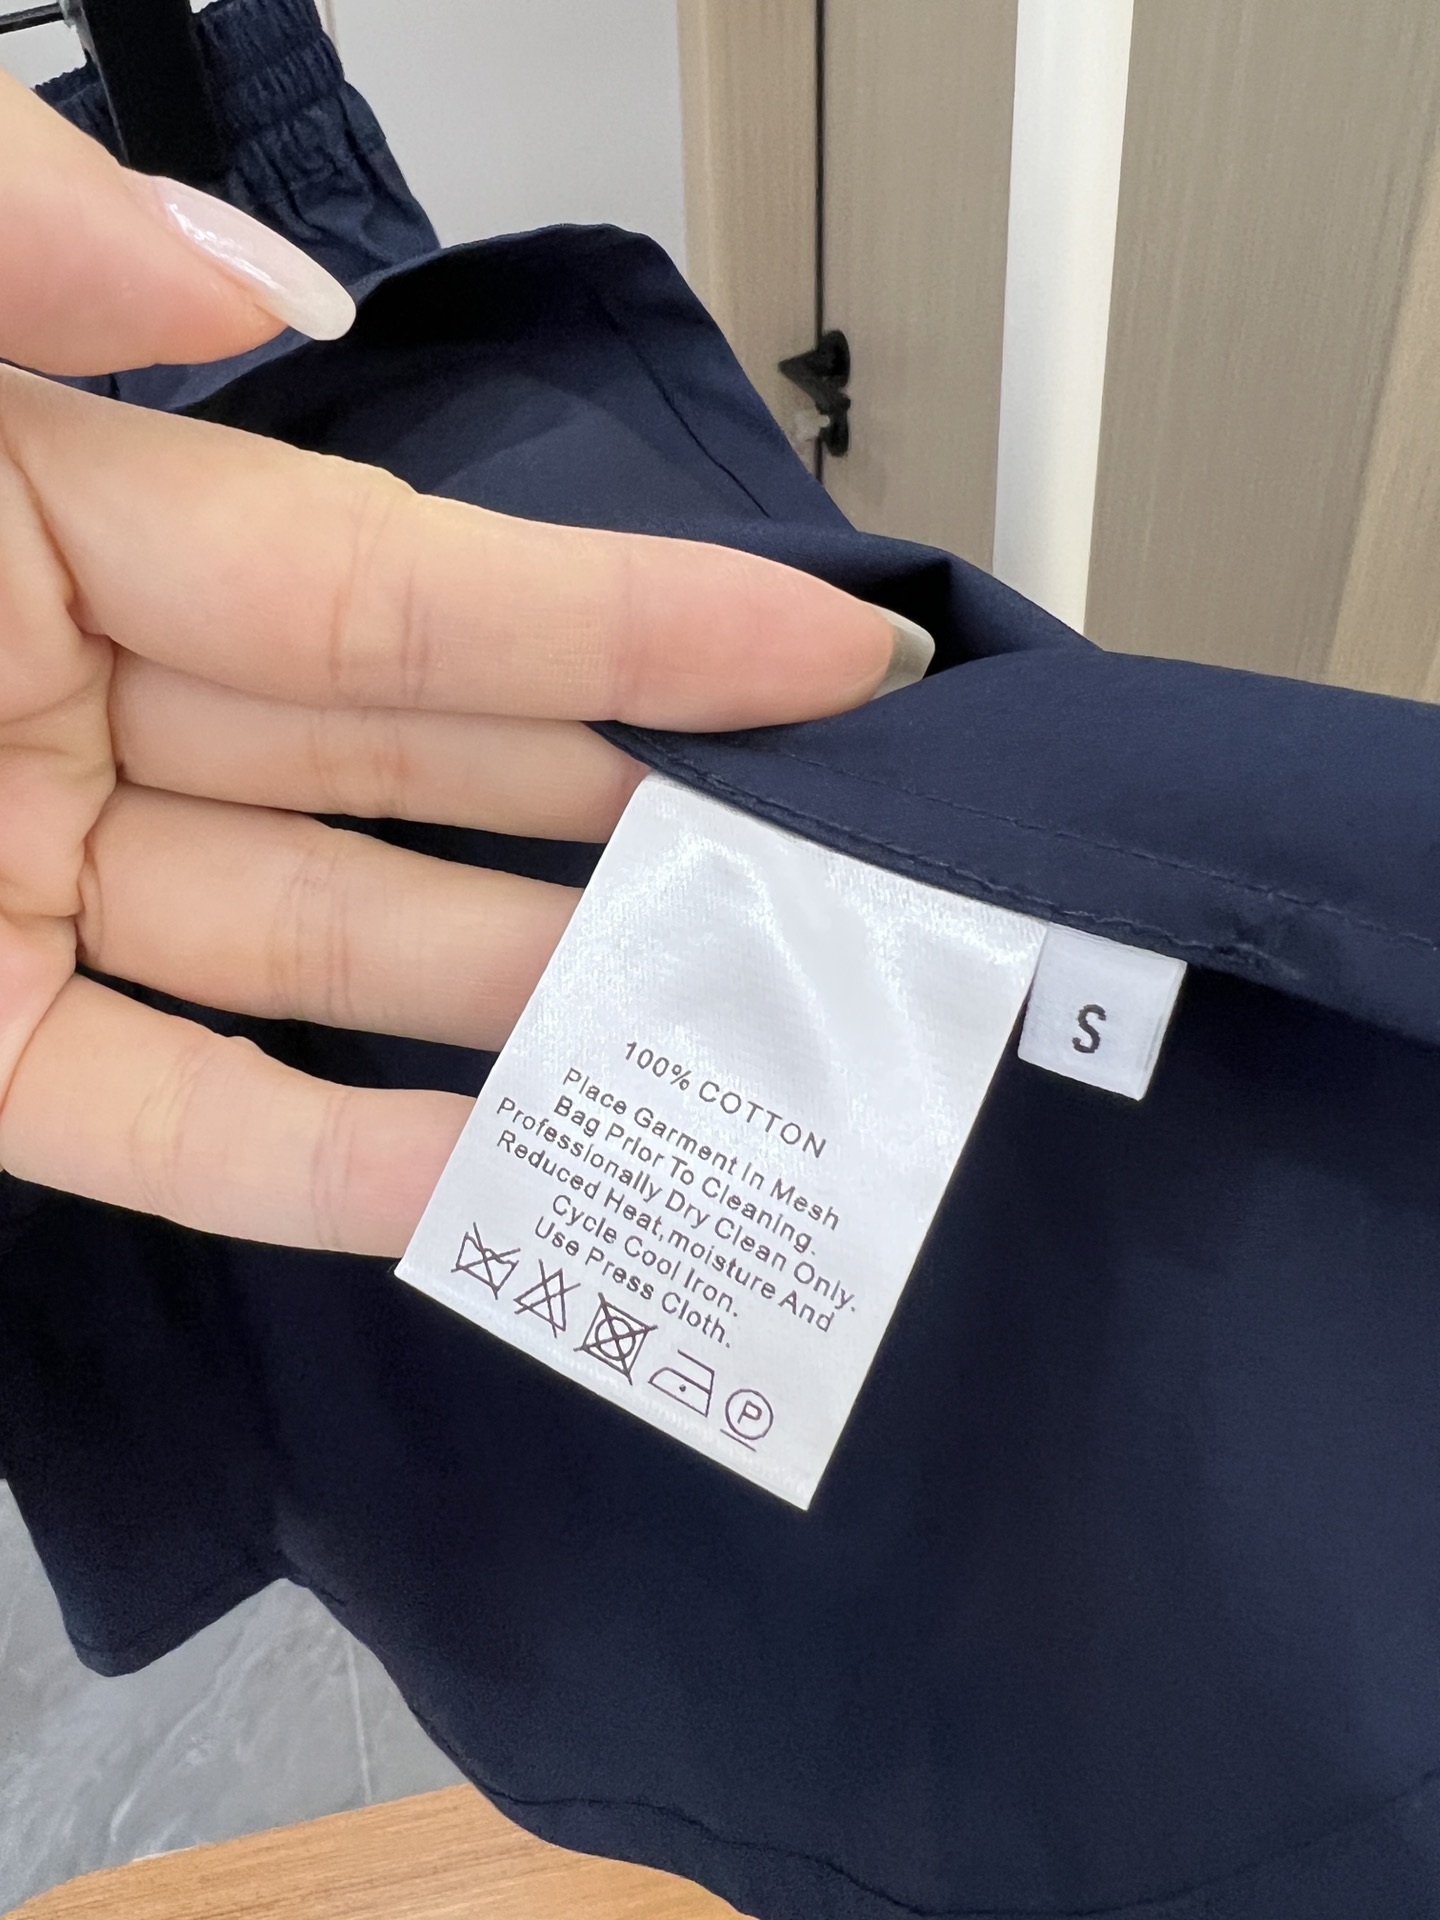 100% COTTON
Place Garment In Mesh
Bag Prior To Cleaning.
Professionally Dry Clean Only.
Reduced Heat,moisture And
Cycle Cool Iron.
Use Press Cloth.
P
S